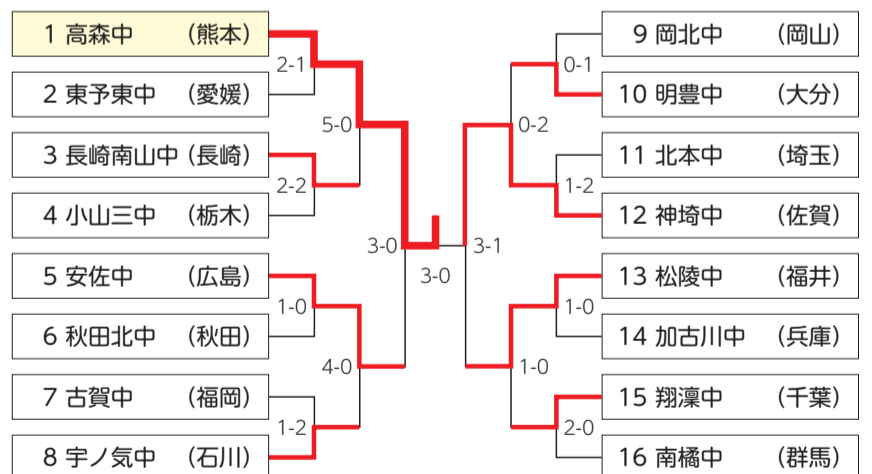 1 高森中 (熊本)
2-1
2 東予東中 (愛媛)
5-0
3 長崎南山中 (長崎)
2-2
4 小山三中 (栃木)
3-0
5 安佐中 (広島)
1-0
6 秋田北中 (秋田)
4-0
7 古賀中 (福岡)
1-2
8 宇ノ気中 (石川)
3-0
9 岡北中 (岡山)
0-1
10 明豊中 (大分)
0-2
11 北本中 (埼玉)
1-2
12 神埼中 (佐賀)
3-1
13 松陵中 (福井)
1-0
14 加古川中 (兵庫)
1-0
15 翔凜中 (千葉)
2-0
16 南橘中 (群馬)